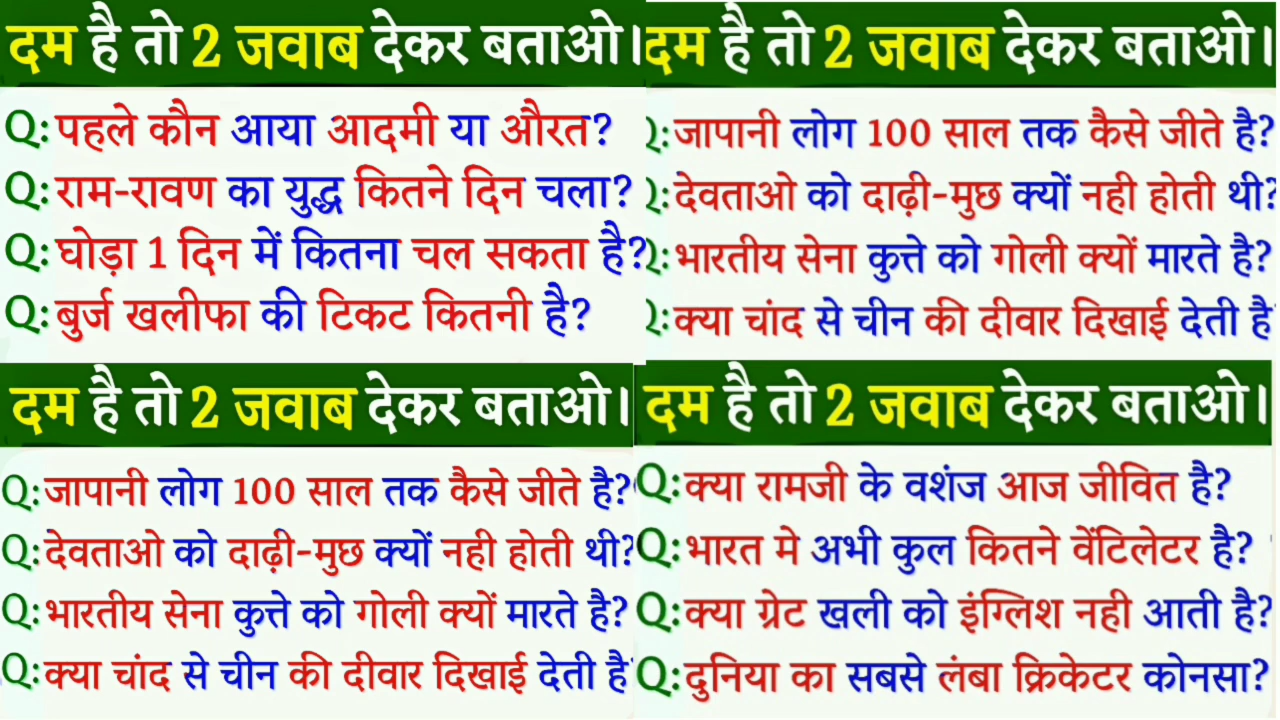 दम है तो 2 जवाब देकर बताओ।
Q: पहले कौन आया आदमी या औरत?
Q: राम-रावण का युद्ध कितने दिन चला?
Q: घोड़ा 1 दिन में कितना चल सकता है?
Q: बुर्ज खलीफा की टिकट कितनी है?
दम है तो 2 जवाब देकर बताओ।
Q: जापानी लोग 100 साल तक कैसे जीते है?
Q: देवताओ को दाढ़ी-मुछ क्यों नही होती थी?
Q: भारतीय सेना कुत्ते को गोली क्यों मारते है?
Q: क्या चांद से चीन की दीवार दिखाई देती है
दम है तो 2 जवाब देकर बताओ।
Q: जापानी लोग 100 साल तक कैसे जीते है?
Q: देवताओ को दाढ़ी-मुछ क्यों नही होती थी?
Q: भारतीय सेना कुत्ते को गोली क्यों मारते है?
Q: क्या चांद से चीन की दीवार दिखाई देती है
दम है तो 2 जवाब देकर बताओ।
Q: क्या रामजी के वशंज आज जीवित है?
Q: भारत मे अभी कुल कितने वेंटिलेटर है?
Q: क्या ग्रेट खली को इंग्लिश नही आती है?
Q: दुनिया का सबसे लंबा क्रिकेटर कोनसा?